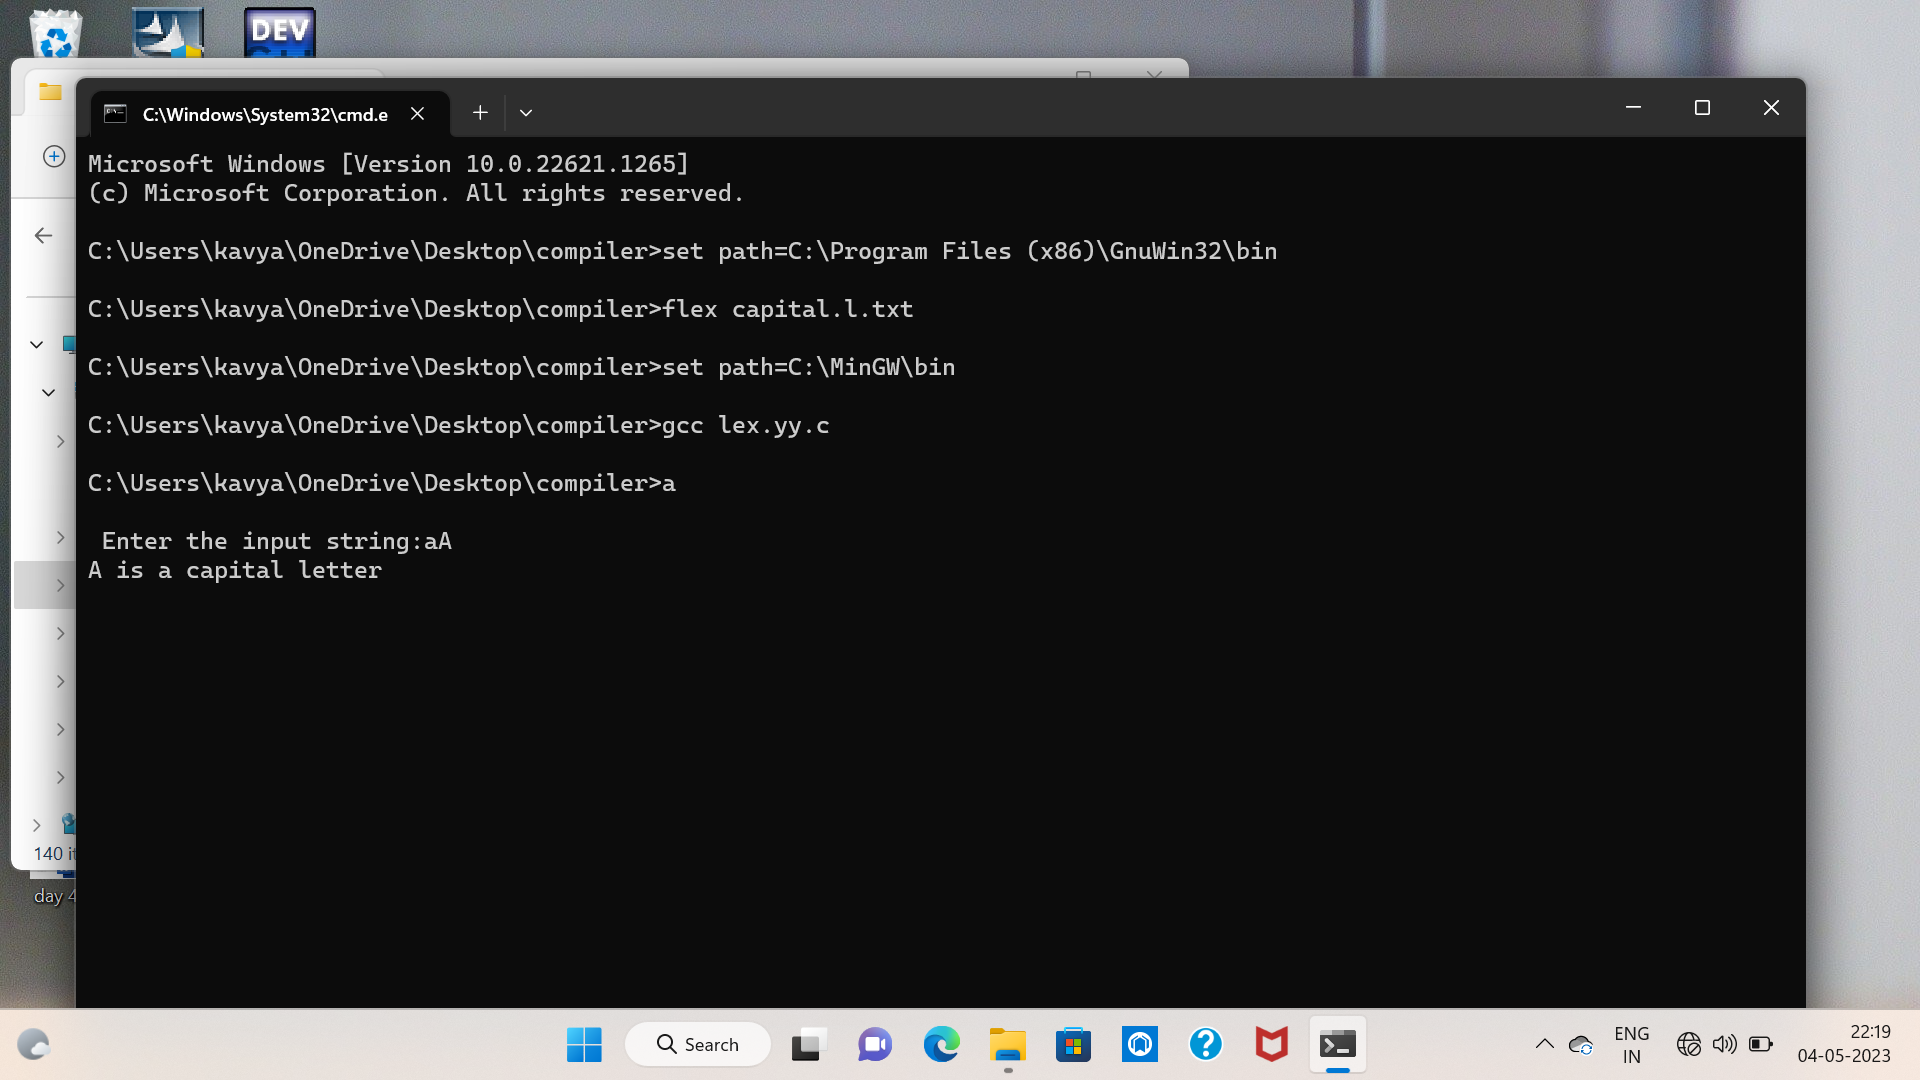 DEV
C:\Windows\System32\cmd.e
Microsoft Windows [Version 10.0.22621.1265]
(c) Microsoft Corporation. All rights reserved.
C:\Users\kavya\OneDrive\Desktop\compiler>set path=C:\Program Files (x86)\GnuWin32\bin
C:\Users\kavya\OneDrive\Desktop\compiler>flex capital.l.txt
C:\Users\kavya\OneDrive\Desktop\compiler>set path=C:\MinGW\bin
C:\Users\kavya\OneDrive\Desktop\compiler>gcc lex.yy.c
C:\Users\kavya\OneDrive\Desktop\compiler>a
Enter the input string:aA
A is a capital letter
140
day 4
Search
ENG
IN
22:19
04-05-2023